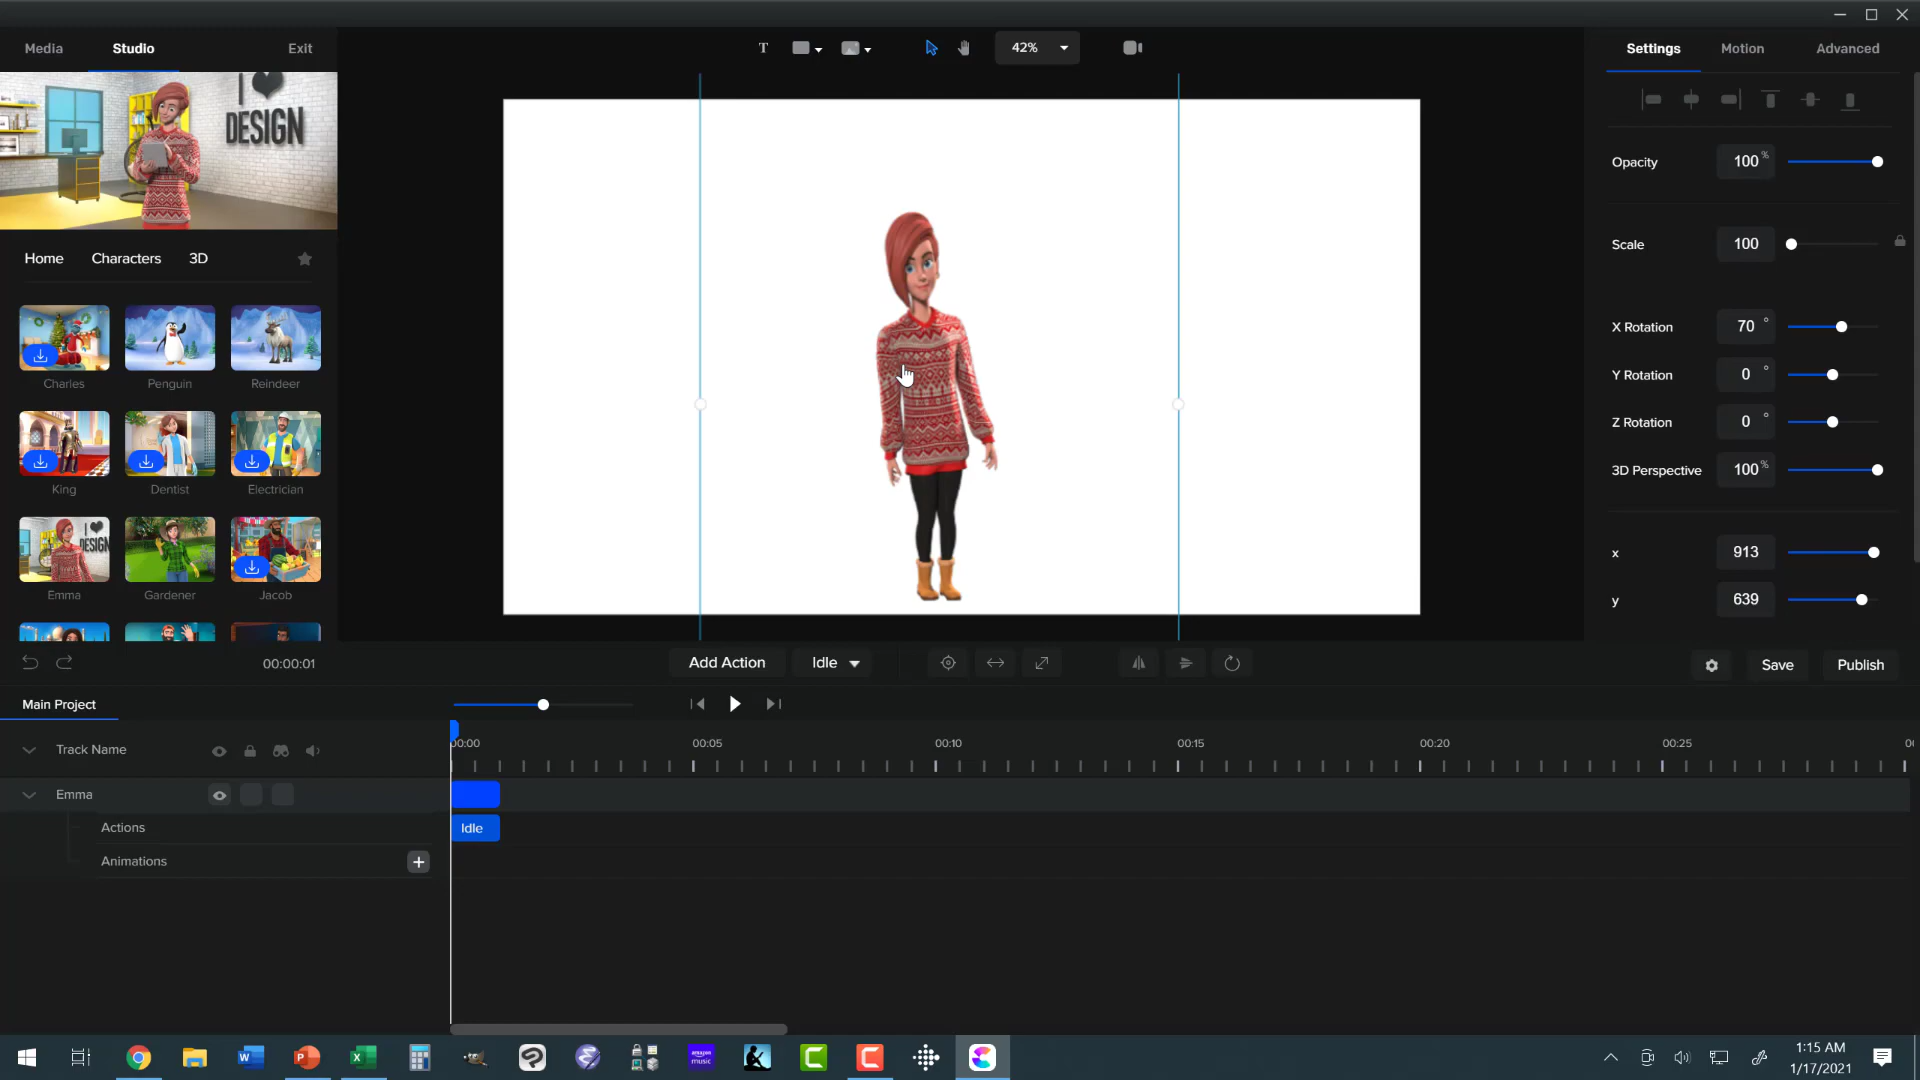 Media
Studio
Exit
T
42%
Settings
Motion
Advanced
I
DESIGN
Opacity
100 %
Scale
100
X Rotation
70 °
Y Rotation
0 °
Z Rotation
0
3D Perspective
100 %
x
913
y
639
Home
Characters
3D
Charles
Penguin
Reindeer
King
Dentist
Electrician
DESIGN
Emma
Gardener
Jacob
00:00:01
Add Action
Idle
Save
Publish
Main Project
Track Name
00:00
00:05
00:10
00:15
00:20
00:25
Emma
Actions
Idle
Animations
W
P
X
amazon
music
1:15 AM
1/17/2021